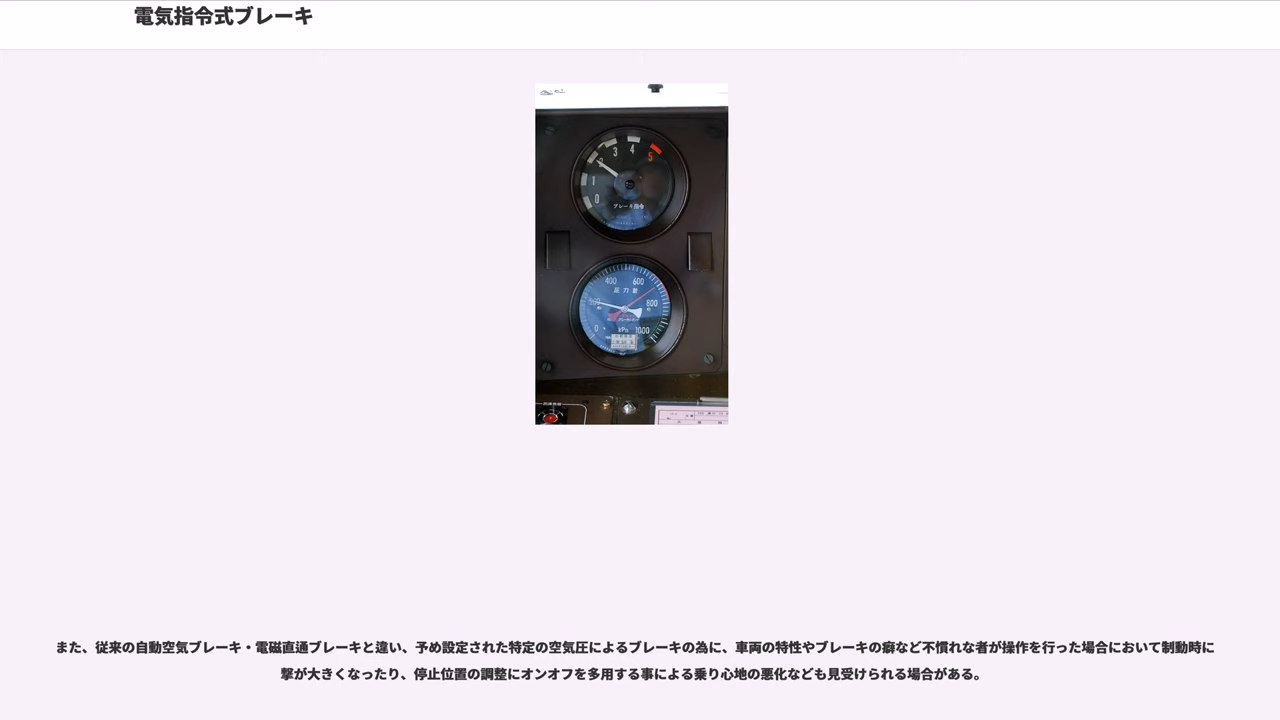 電気指令式ブレーキ
3 4
2 5
1
0
ブレーキ指令
400 600
圧力計
200 800
0 kPa 1000
また、従来の自動空気ブレーキ・電磁直通ブレーキと違い、予め設定された特定の空気圧によるブレーキの為に、車両の特性やブレーキの癖など不慣れな者が操作を行った場合において制動時に
撃が大きくなったり、停止位置の調整にオンオフを多用する事による乗り心地の悪化なども見受けられる場合がある。